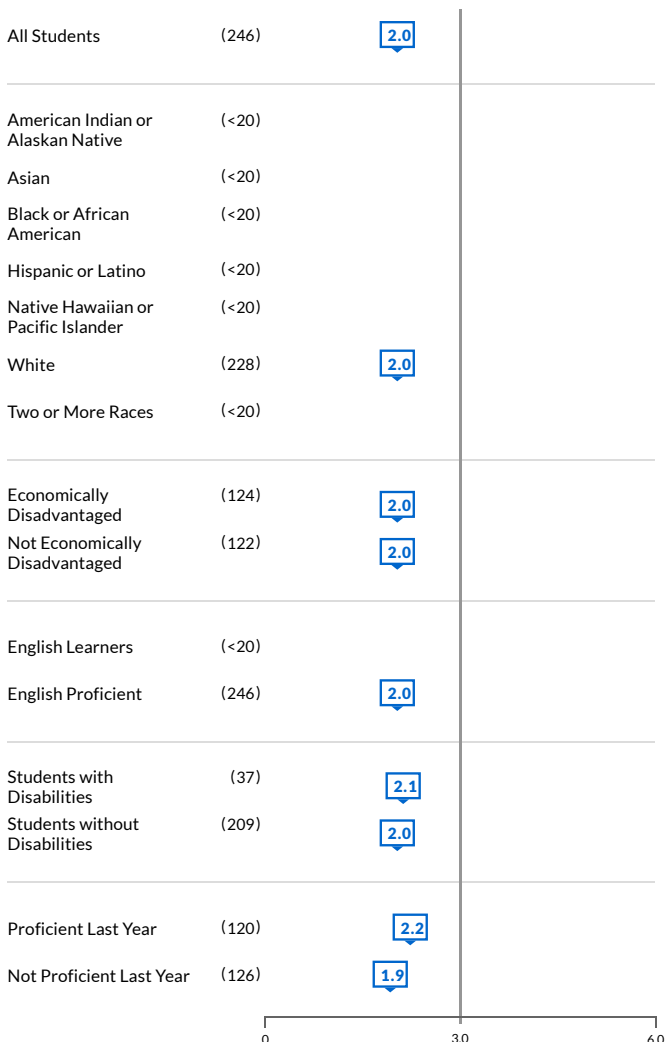 All Students (246) 2.0
American Indian or (<20)
Alaskan Native
Asian (<20)
Black or African (<20)
American
Hispanic or Latino (<20)
Native Hawaiian or (<20)
Pacific Islander
White (228) 2.0
Two or More Races (<20)
Economically (124) 2.0
Disadvantaged
Not Economically (122) 2.0
Disadvantaged
English Learners (<20)
English Proficient (246) 2.0
Students with (37) 2.1
Disabilities
Students without (209) 2.0
Disabilities
Proficient Last Year (120) 2.2
Not Proficient Last Year (126) 1.9
0 3.0 6.0